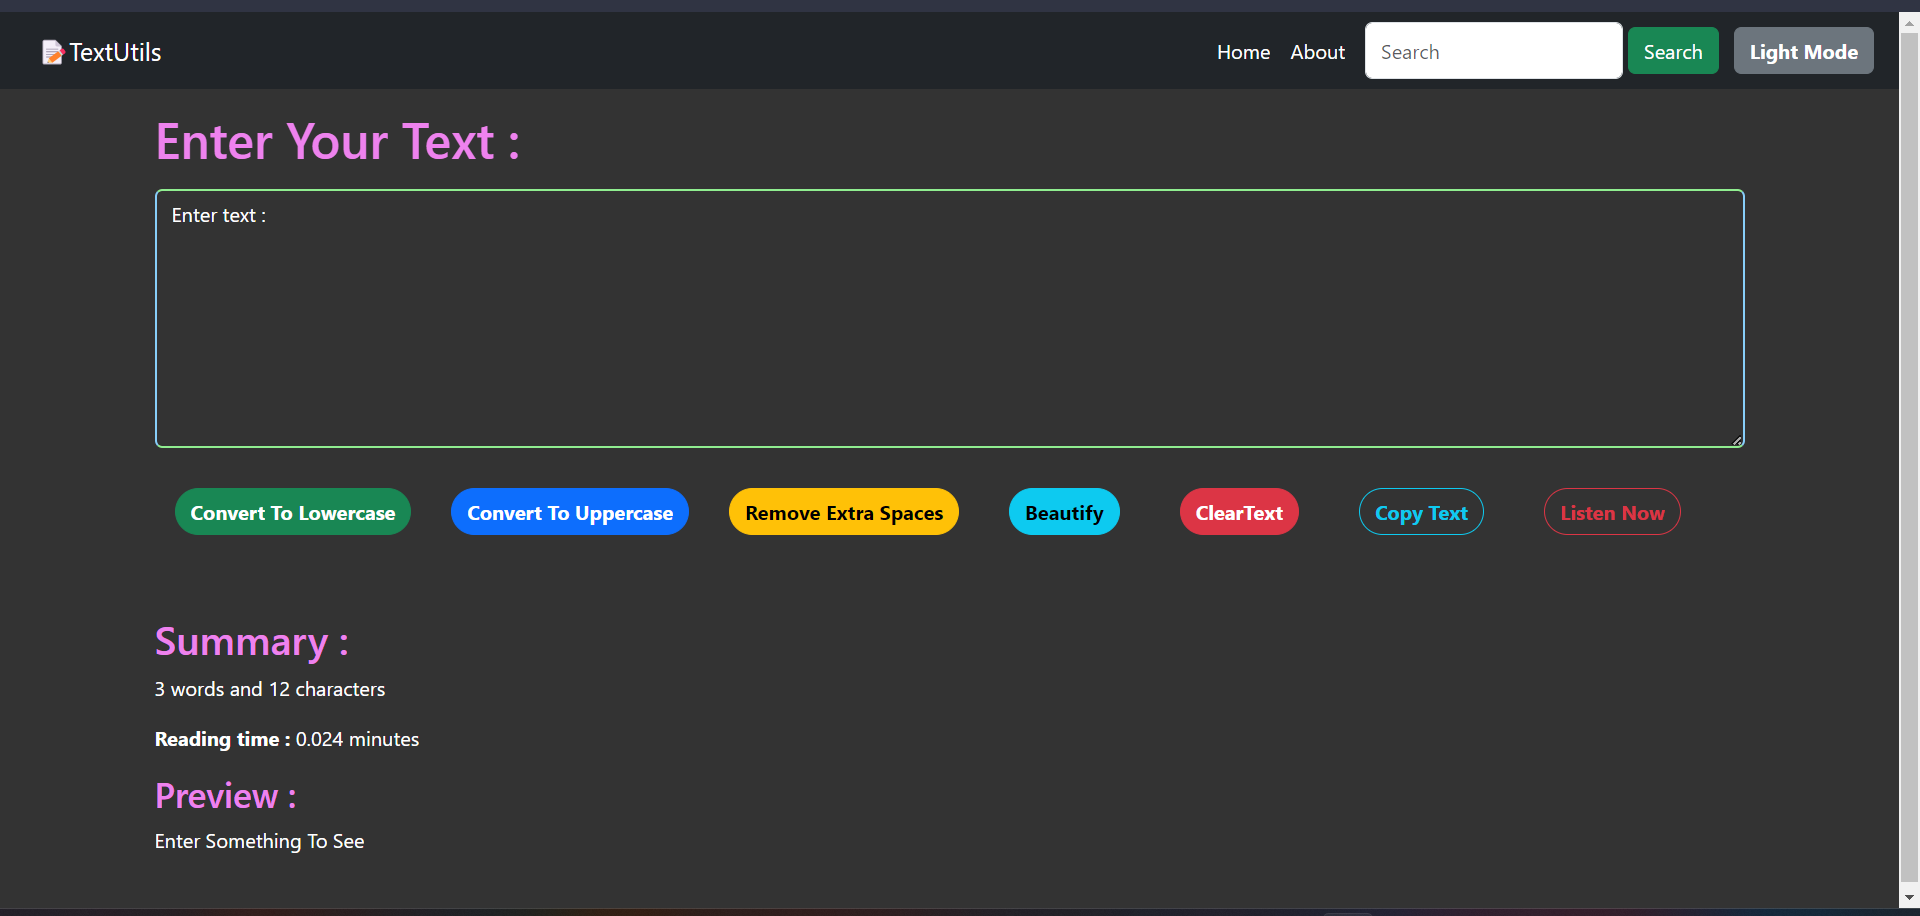 TextUtils
Home About Search Search Light Mode
Enter Your Text :
Enter text :
Convert To Lowercase Convert To Uppercase Remove Extra Spaces Beautify ClearText Copy Text Listen Now
Summary :
3 words and 12 characters
Reading time : 0.024 minutes
Preview :
Enter Something To See